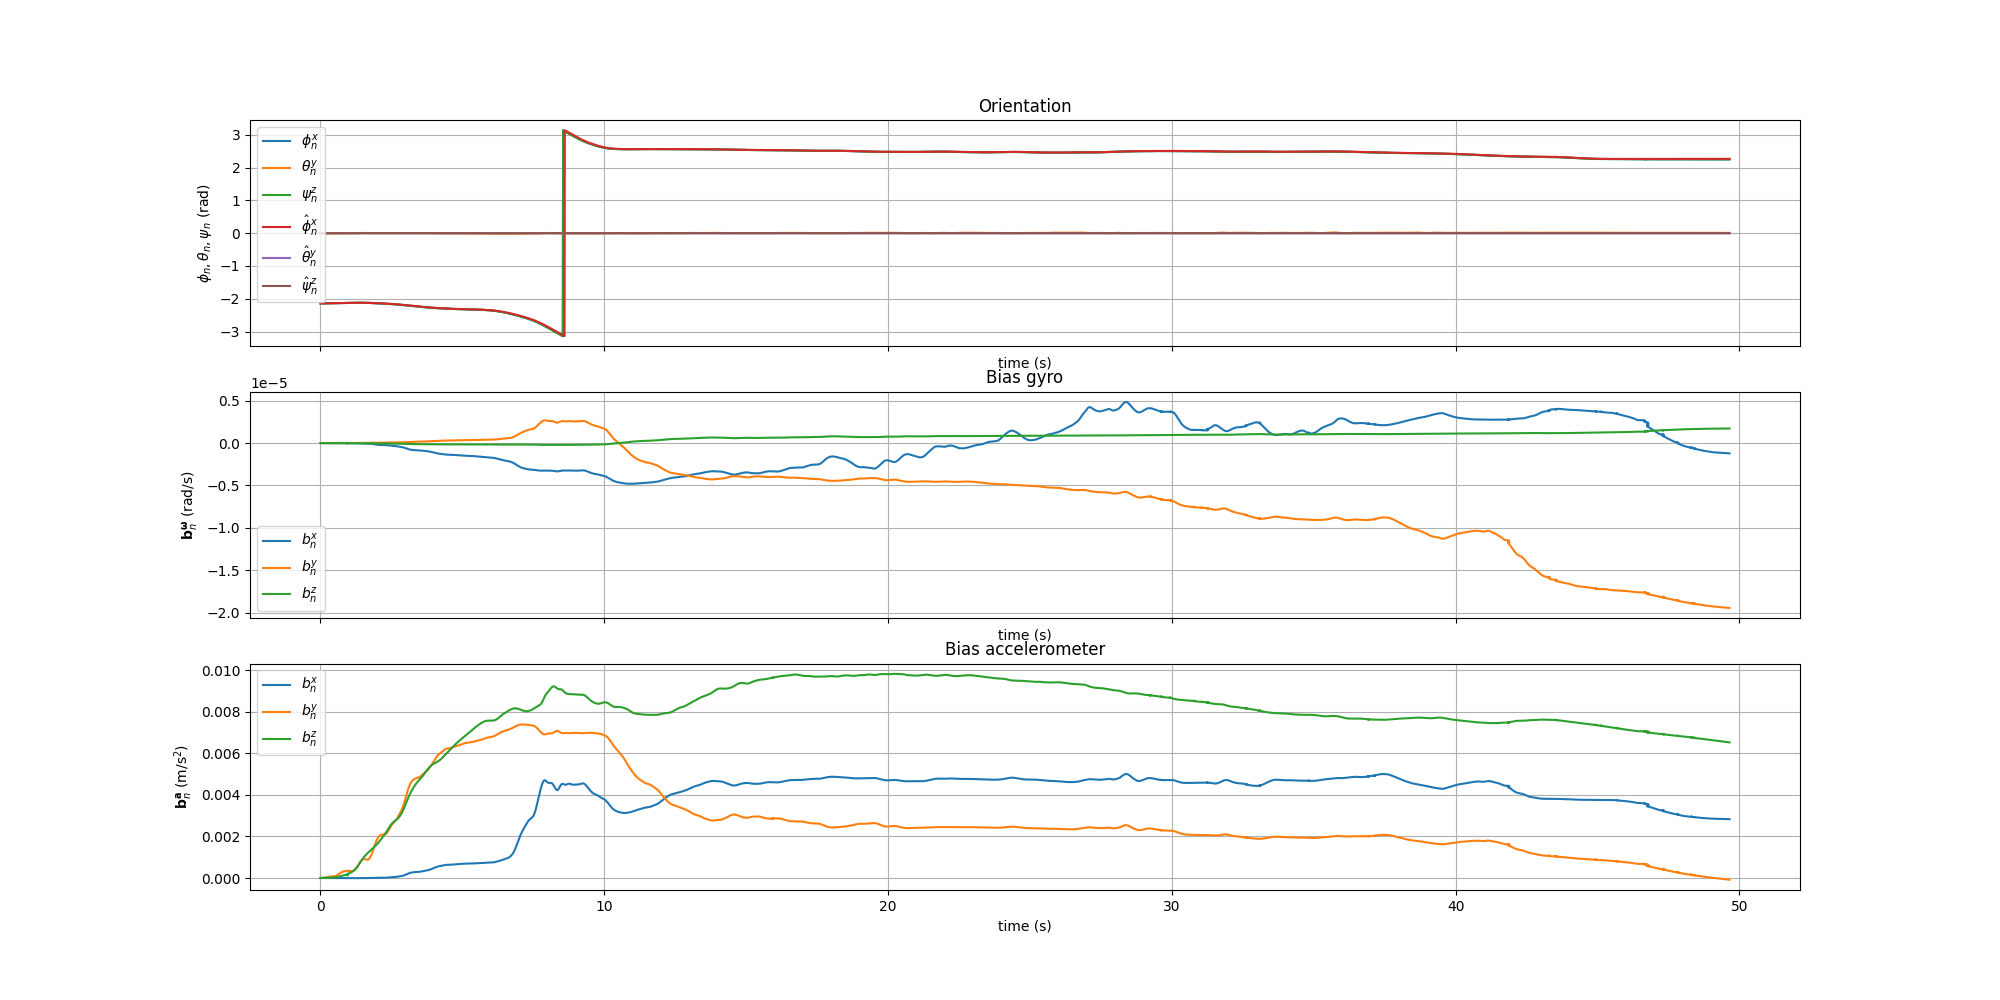 Orientation
3
2
1
0
−1
−2
−3
ϕₙ, θₙ, ψₙ (rad)
ϕₙˣ
θₙʸ
ψₙᶻ
ϕ̂ₙˣ
θ̂ₙʸ
ψ̂ₙᶻ
time (s)
Bias gyro
1e−5
0.5
0.0
−0.5
−1.0
−1.5
−2.0
𝐛ₙ^𝛚 (rad/s)
bₙˣ
bₙʸ
bₙᶻ
time (s)
Bias accelerometer
0.010
0.008
0.006
0.004
0.002
0.000
𝐛ₙ^𝐚 (m/s²)
bₙˣ
bₙʸ
bₙᶻ
0 10 20 30 40 50
time (s)